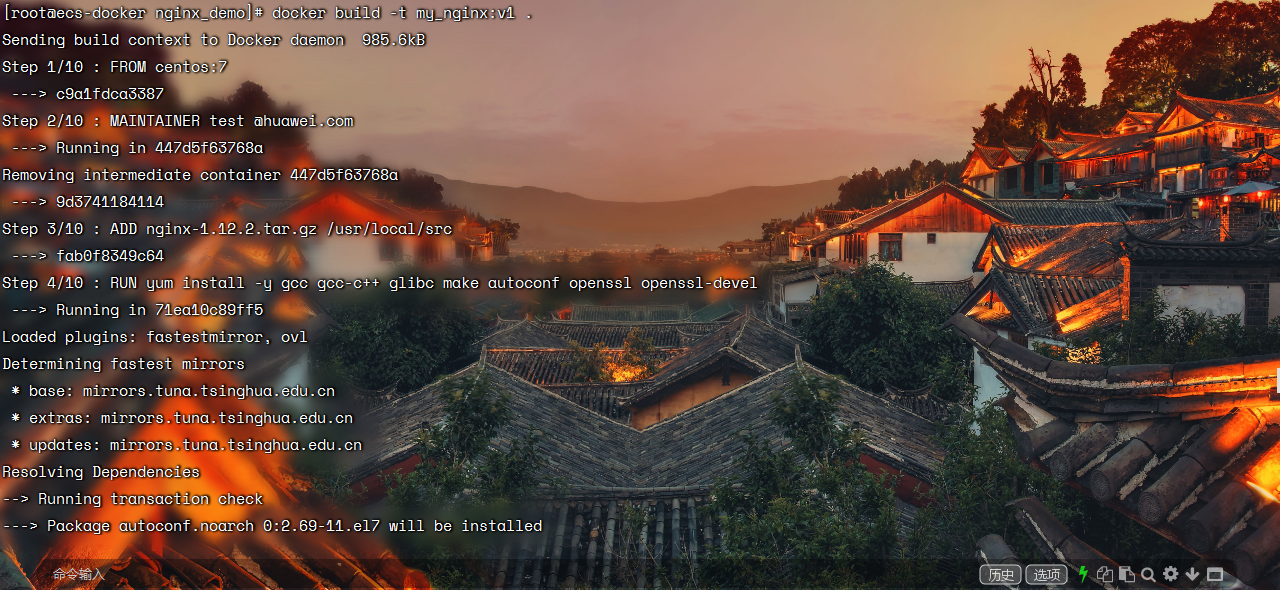 [root@ecs-docker nginx_demo]# docker build -t my_nginx:v1 .
Sending build context to Docker daemon  985.6kB
Step 1/10 : FROM centos:7
 ---> c9a1fdca3387
Step 2/10 : MAINTAINER test @huawei.com
 ---> Running in 447d5f63768a
Removing intermediate container 447d5f63768a
 ---> 9d3741184114
Step 3/10 : ADD nginx-1.12.2.tar.gz /usr/local/src
 ---> fab0f8349c64
Step 4/10 : RUN yum install -y gcc gcc-c++ glibc make autoconf openssl openssl-devel
 ---> Running in 71ea10c89ff5
Loaded plugins: fastestmirror, ovl
Determining fastest mirrors
 * base: mirrors.tuna.tsinghua.edu.cn
 * extras: mirrors.tuna.tsinghua.edu.cn
 * updates: mirrors.tuna.tsinghua.edu.cn
Resolving Dependencies
--> Running transaction check
---> Package autoconf.noarch 0:2.69-11.el7 will be installed
命令输入
历史 选项